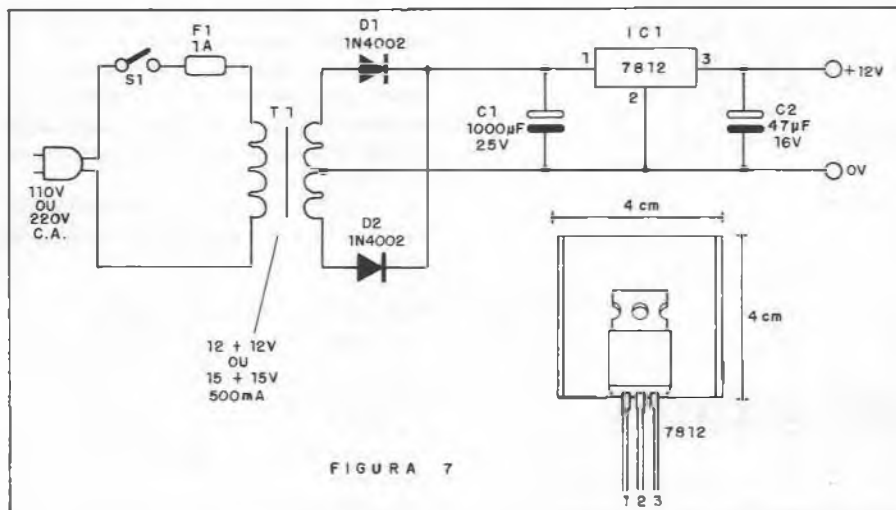 F1
1A
S1
110V
OU
220V
C.A.
T1
12 + 12V
OU
15 + 15V
500mA
D1
1N4002
D2
1N4002
C1
1000µF
25V
IC1
1
7812
3
2
C2
47µF
16V
+12V
0V
4 cm
4 cm
7812
1 2 3
FIGURA 7